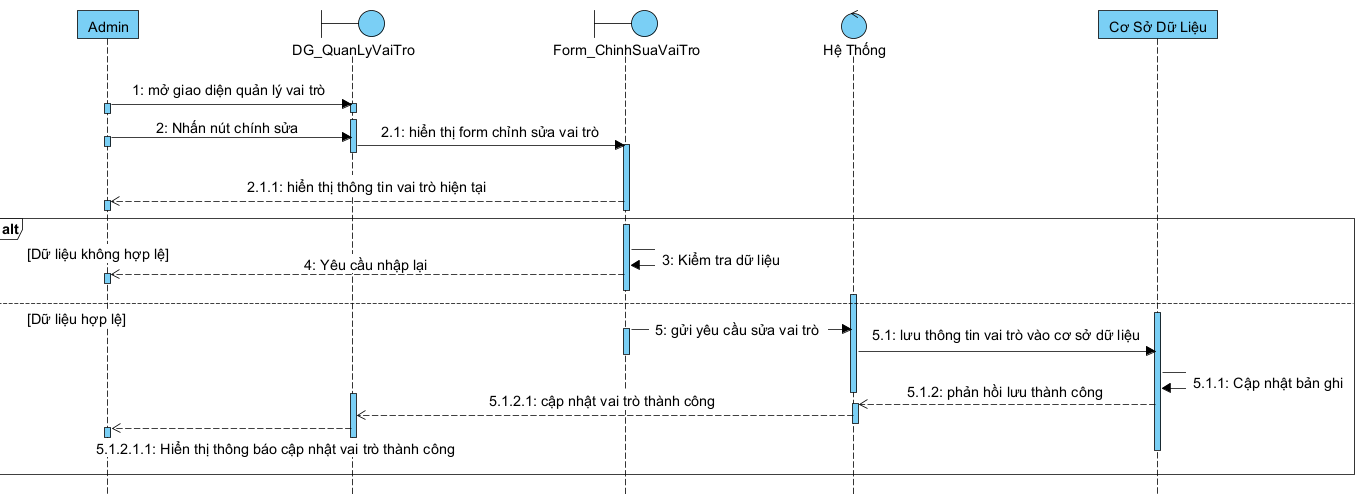 Admin
DG_QuanLyVaiTro
Form_ChinhSuaVaiTro
Hệ Thống
Cơ Sở Dữ Liệu
1: mở giao diện quản lý vai trò
2: Nhấn nút chính sửa
2.1: hiển thị form chỉnh sửa vai trò
2.1.1: hiển thị thông tin vai trò hiện tại
alt
[Dữ liệu không hợp lệ]
3: Kiểm tra dữ liệu
4: Yêu cầu nhập lại
[Dữ liệu hợp lệ]
5: gửi yêu cầu sửa vai trò
5.1: lưu thông tin vai trò vào cơ sở dữ liệu
5.1.1: Cập nhật bản ghi
5.1.2: phản hồi lưu thành công
5.1.2.1: cập nhật vai trò thành công
5.1.2.1.1: Hiển thị thông báo cập nhật vai trò thành công